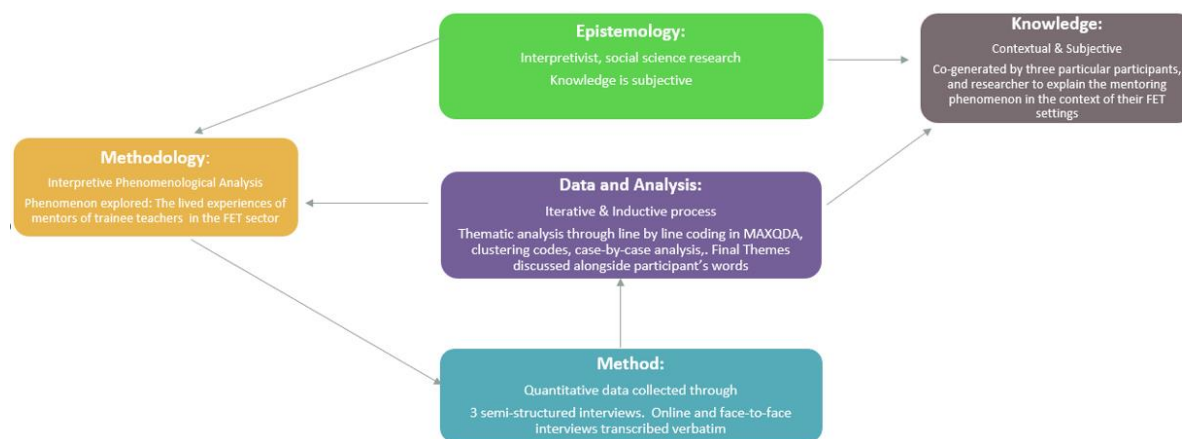 Epistemology:
Interpretivist, social science research
Knowledge is subjective
Knowledge:
Contextual & Subjective
Co-generated by three particular participants,
and researcher to explain the mentoring
phenomenon in the context of their FET
settings
Methodology:
Interpretive Phenomenological Analysis
Phenomenon explored: The lived experiences of
mentors of trainee teachers in the FET sector
Data and Analysis:
Iterative & Inductive process
Thematic analysis through line by line coding in MAXQDA,
clustering codes, case-by-case analysis,. Final Themes
discussed alongside participant's words
Method:
Quantitative data collected through
3 semi-structured interviews. Online and face-to-face
interviews transcribed verbatim